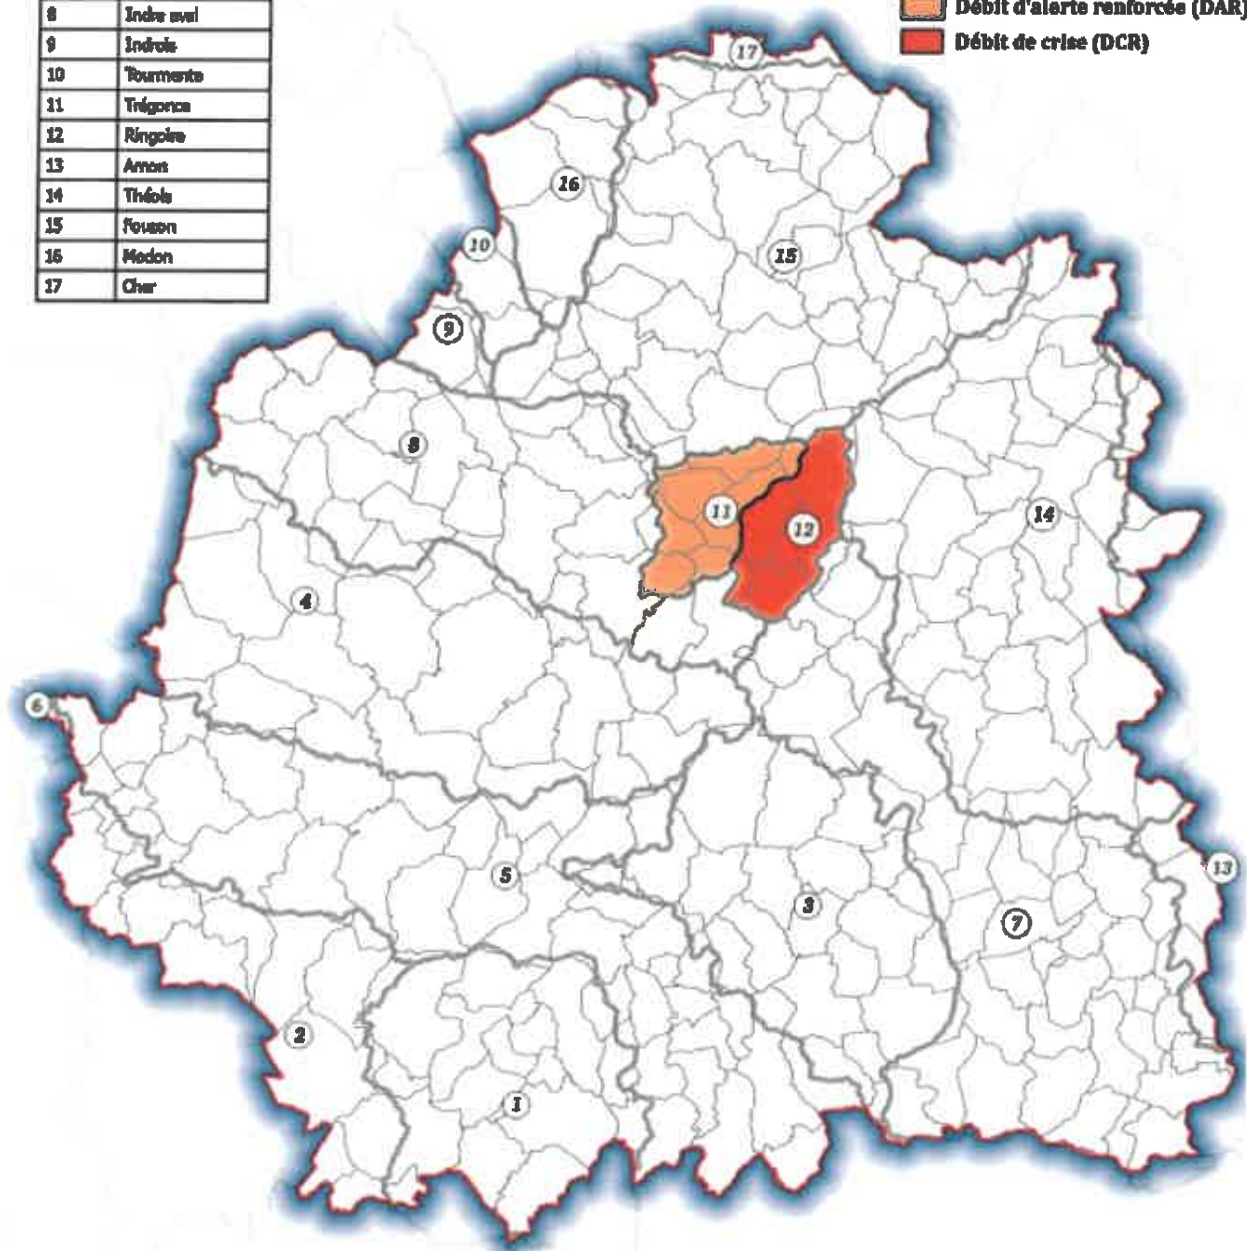 8 Indre aval
9 Indrois
10 Tourmente
11 Trégonce
12 Ringoire
13 Arnon
14 Théols
15 Fouzon
16 Modon
17 Cher
Débit d'alerte renforcée (DAR)
Débit de crise (DCR)
17
16
10
15
9
8
11
12
14
4
6
5
3
13
7
2
1